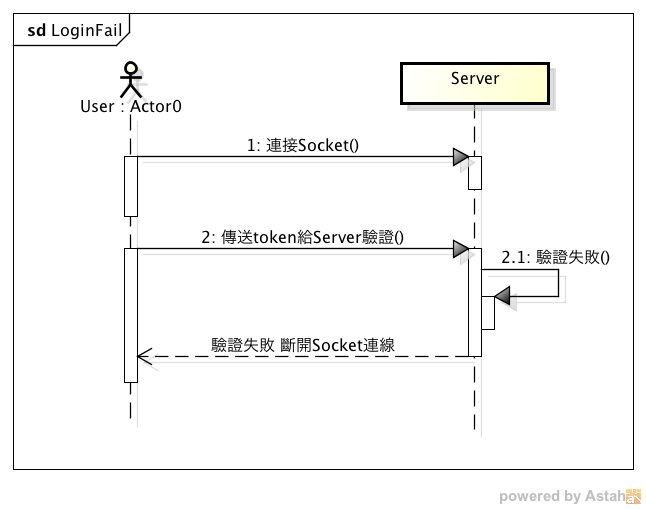 sd LoginFail
User : Actor0
Server
1: 連接Socket()
2: 傳送token給Server驗證()
2.1: 驗證失敗()
驗證失敗 斷開Socket連線
powered by Astah